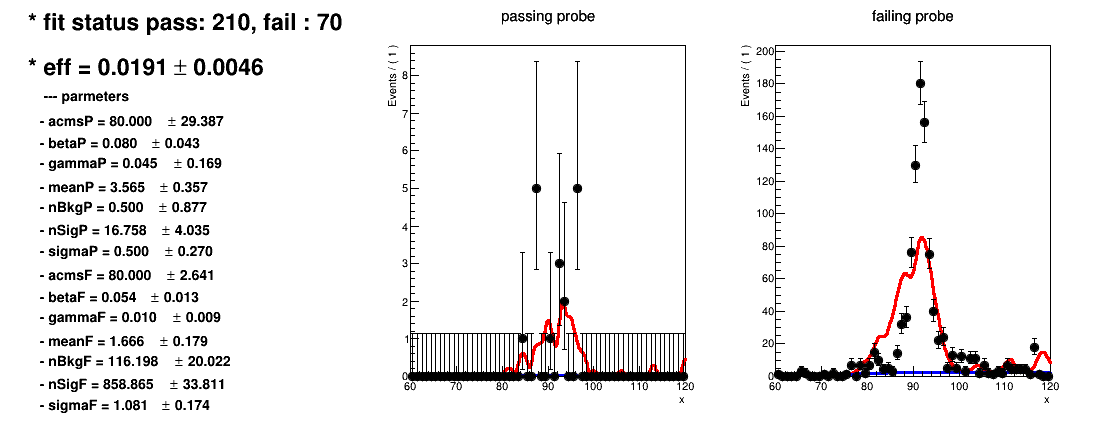 * fit status pass: 210, fail : 70
* eff = 0.0191 ± 0.0046
--- parmeters
- acmsP = 80.000 ± 29.387
- betaP = 0.080 ± 0.043
- gammaP = 0.045 ± 0.169
- meanP = 3.565 ± 0.357
- nBkgP = 0.500 ± 0.877
- nSigP = 16.758 ± 4.035
- sigmaP = 0.500 ± 0.270
- acmsF = 80.000 ± 2.641
- betaF = 0.054 ± 0.013
- gammaF = 0.010 ± 0.009
- meanF = 1.666 ± 0.179
- nBkgF = 116.198 ± 20.022
- nSigF = 858.865 ± 33.811
- sigmaF = 1.081 ± 0.174
passing probe
Events / ( 1 )
8
7
6
5
4
3
2
1
0
60 70 80 90 100 110 120
x
failing probe
Events / ( 1 )
200
180
160
140
120
100
80
60
40
20
0
60 70 80 90 100 110 120
x